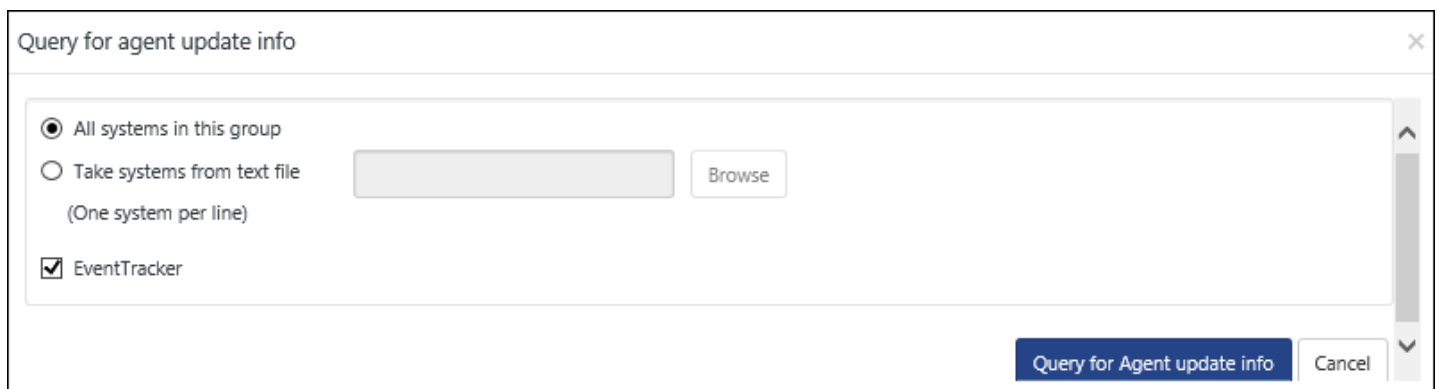 Query for agent update info
All systems in this group
Take systems from text file
Browse
(One system per line)
EventTracker
Query for Agent update info
Cancel